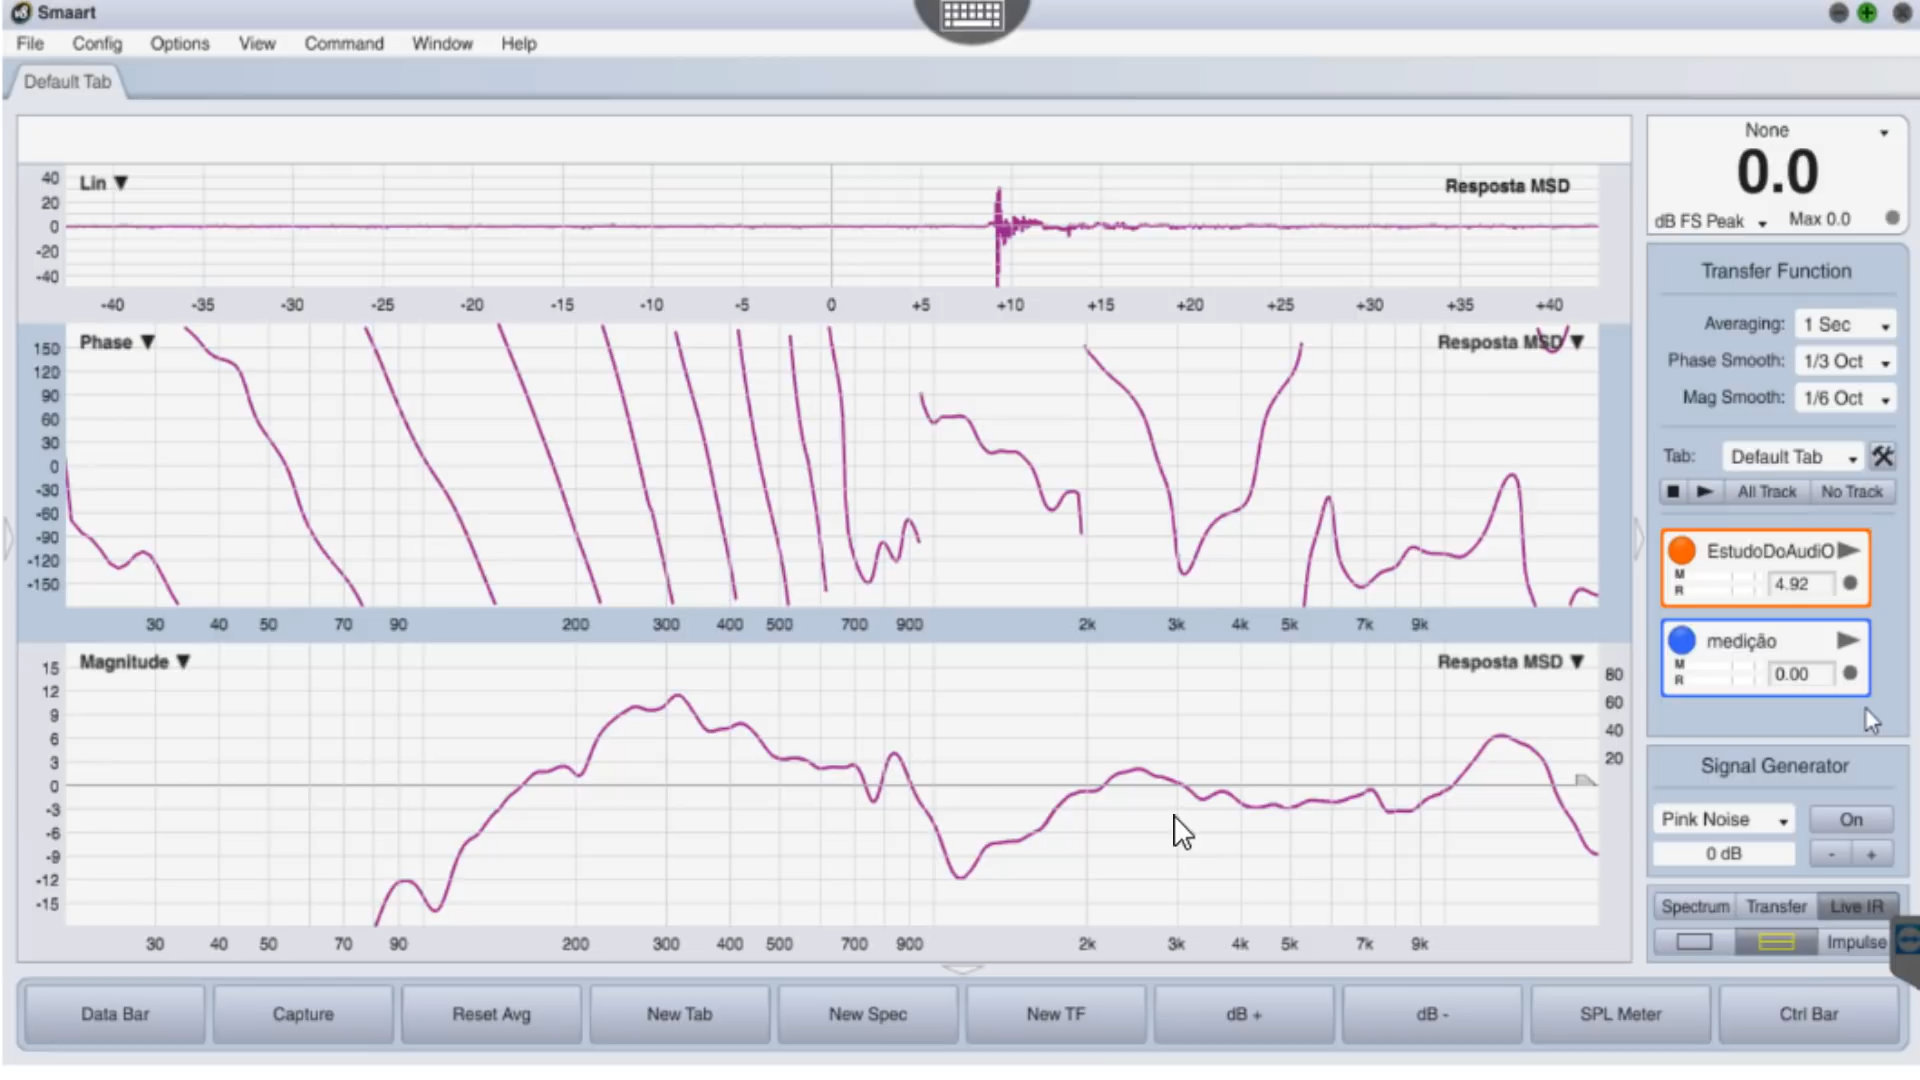 Smaart
File Config Options View Command Window Help
Default Tab
None
0.0
dB FS Peak Max 0.0
Lin ▼ Resposta MSD
40
20
0
-20
-40
-40 -35 -30 -25 -20 -15 -10 -5 0 +5 +10 +15 +20 +25 +30 +35 +40
Phase ▼ Resposta MSD ▼
150
120
90
60
30
0
-30
-60
-90
-120
-150
30 40 50 70 90 200 300 400 500 700 900 2k 3k 4k 5k 7k 9k
Magnitude ▼ Resposta MSD ▼
15
12
9
6
3
0
-3
-6
-9
-12
-15
80
60
40
20
30 40 50 70 90 200 300 400 500 700 900 2k 3k 4k 5k 7k 9k
Transfer Function
Averaging: 1 Sec
Phase Smooth: 1/3 Oct
Mag Smooth: 1/6 Oct
Tab: Default Tab
All Track No Track
EstudoDoAudiO
M
R 4.92
medição
M
R 0.00
Signal Generator
Pink Noise On
0 dB - +
Spectrum Transfer Live IR
Impulse
Data Bar Capture Reset Avg New Tab New Spec New TF dB + dB - SPL Meter Ctrl Bar